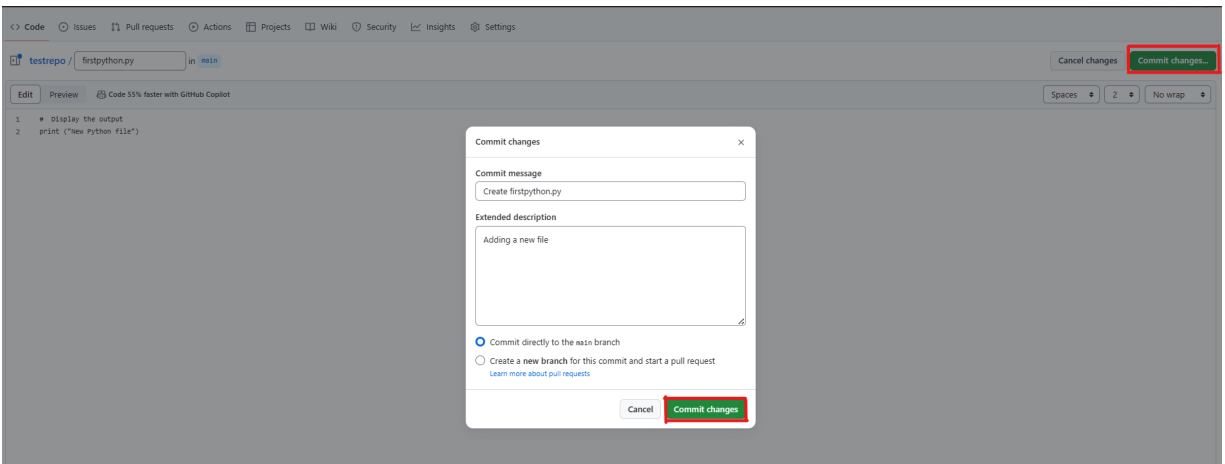 <> Code Issues Pull requests Actions Projects Wiki Security Insights Settings
testrepo / firstpython.py in main Cancel changes Commit changes...
Edit Preview Code 55% faster with GitHub Copilot Spaces 2 No wrap
1 # Display the output
2 print ("New Python file")
Commit changes ×
Commit message
Create firstpython.py
Extended description
Adding a new file
Commit directly to the main branch
Create a new branch for this commit and start a pull request
Learn more about pull requests
Cancel Commit changes